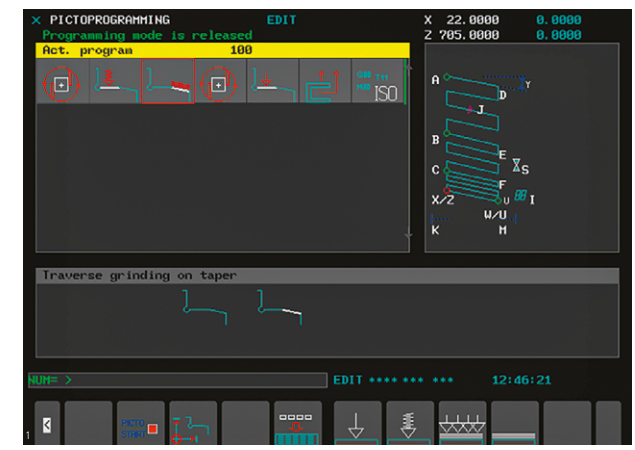 × PICTOPROGRAMMING EDIT X 22.0000 0.0000
Programming mode is released Z 705.0000 0.0000
Act. program 100
ISO
A
Y
D
J
B
E
C
S
F
X/Z
U
I
W/U
K
M
Traverse grinding on taper
NUM= >
EDIT **** *** *** 12:46:21
PICTO
START
1